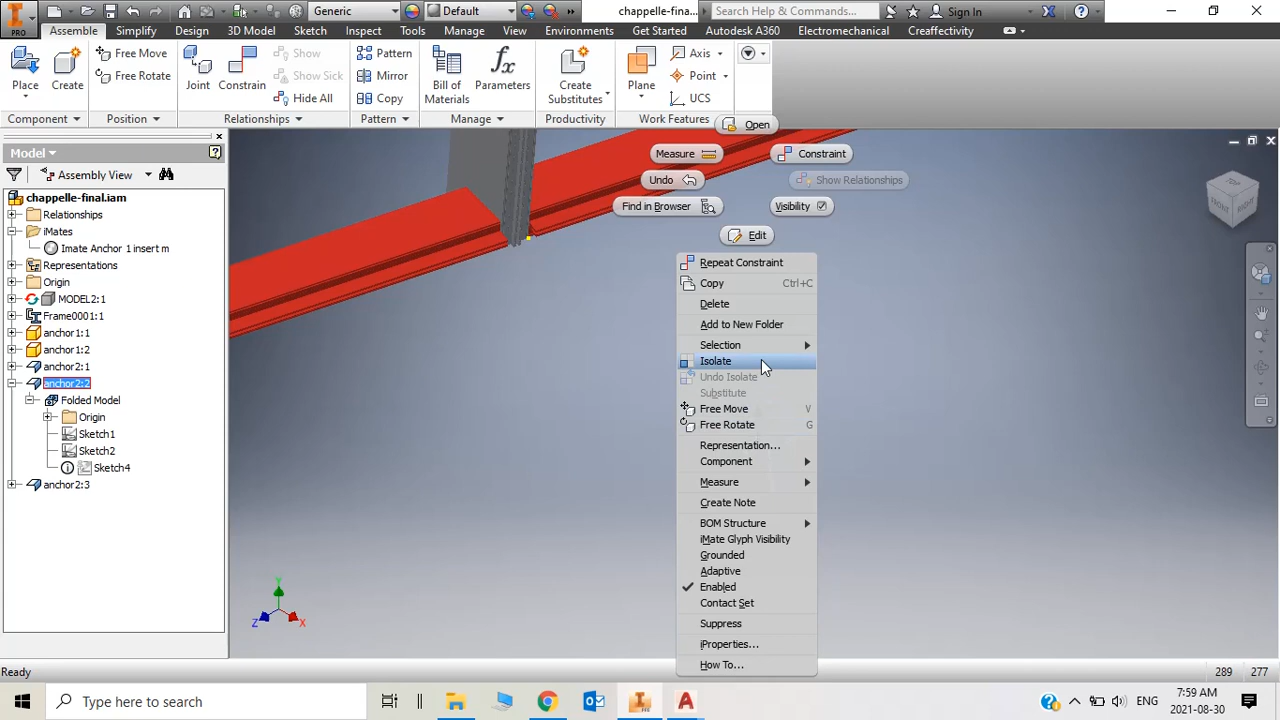 Generic
Default
chappelle-final....
Search Help & Commands...
Sign In
PRO
Assemble
Simplify
Design
3D Model
Sketch
Inspect
Tools
Manage
View
Environments
Get Started
Autodesk A360
Electromechanical
Creaffectivity
Place
Create
Free Move
Free Rotate
Joint
Constrain
Show
Show Sick
Hide All
Pattern
Mirror
Copy
Bill of
Materials
fx
Parameters
Create
Substitutes
Plane
Axis
Point
UCS
Component
Position
Relationships
Pattern
Manage
Productivity
Work Features
Model
Assembly View
chappelle-final.iam
Relationships
iMates
Imate Anchor 1 insert m
Representations
Origin
MODEL2:1
Frame0001:1
anchor1:1
anchor1:2
anchor2:1
anchor2:2
Folded Model
Origin
Sketch1
Sketch2
Sketch4
anchor2:3
Open
Measure
Constraint
Undo
Show Relationships
Find in Browser
Visibility
Edit
Repeat Constraint
Copy Ctrl+C
Delete
Add to New Folder
Selection
Isolate
Undo Isolate
Substitute
Free Move V
Free Rotate G
Representation...
Component
Measure
Create Note
BOM Structure
iMate Glyph Visibility
Grounded
Adaptive
Enabled
Contact Set
Suppress
iProperties...
How To...
TOP
FRONT
RIGHT
Y
Z
X
Ready
289
277
Type here to search
ENG
7:59 AM
2021-08-30